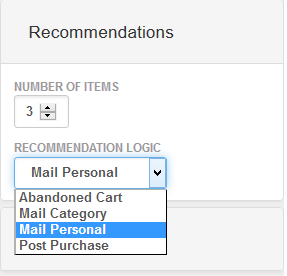 Recommendations
NUMBER OF ITEMS
3
RECOMMENDATION LOGIC
Mail Personal
Abandoned Cart
Mail Category
Mail Personal
Post Purchase